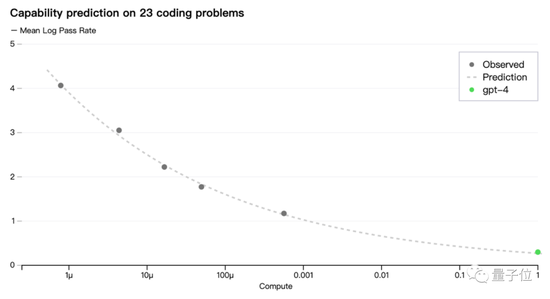 Capability prediction on 23 coding problems
— Mean Log Pass Rate
5
Observed
Prediction
gpt-4
4
3
2
1
0
1µ
10µ
100µ
0.001
0.01
0.1
1
Compute
量子位